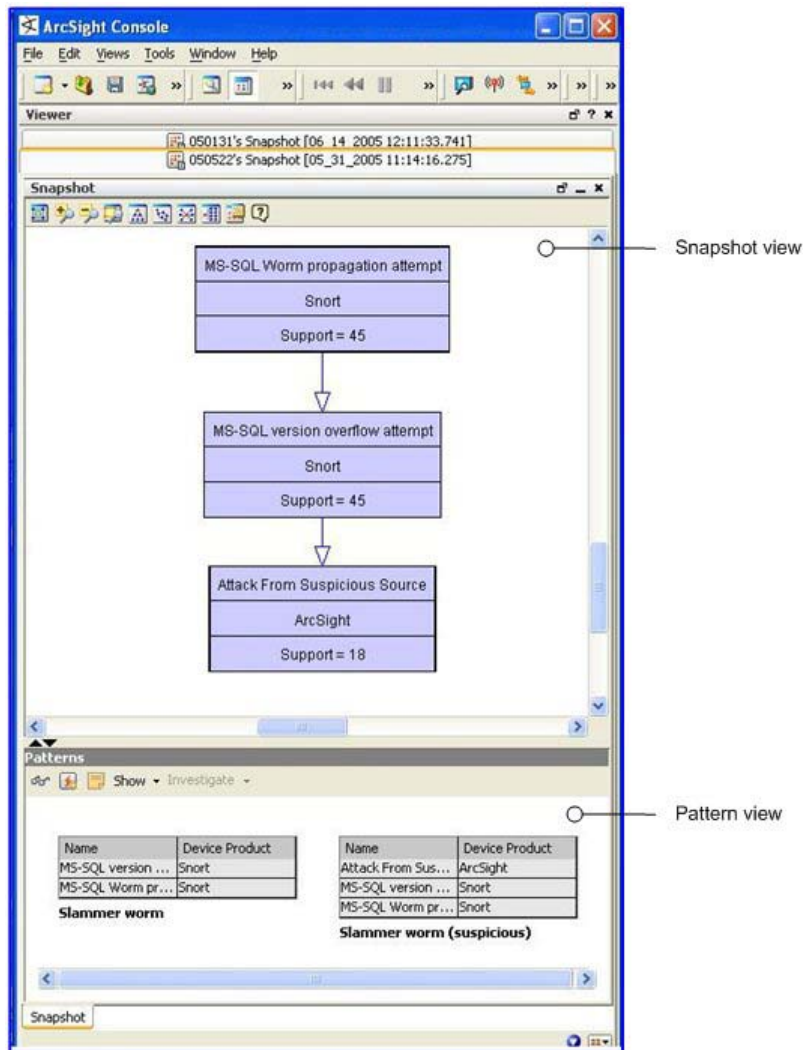 ArcSight Console
File Edit Views Tools Window Help
Viewer
050131's Snapshot [06_14_2005 12:11:33.741]
050522's Snapshot [05_31_2005 11:14:16.275]
Snapshot
MS-SQL Worm propagation attempt
Snort
Support = 45
Snapshot view
MS-SQL version overflow attempt
Snort
Support = 45
Attack From Suspicious Source
ArcSight
Support = 18
Patterns
Show Investigate
Pattern view
Name Device Product
MS-SQL version ... Snort
MS-SQL Worm pr... Snort
Slammer worm
Name Device Product
Attack From Sus... ArcSight
MS-SQL version ... Snort
MS-SQL Worm pr... Snort
Slammer worm (suspicious)
Snapshot